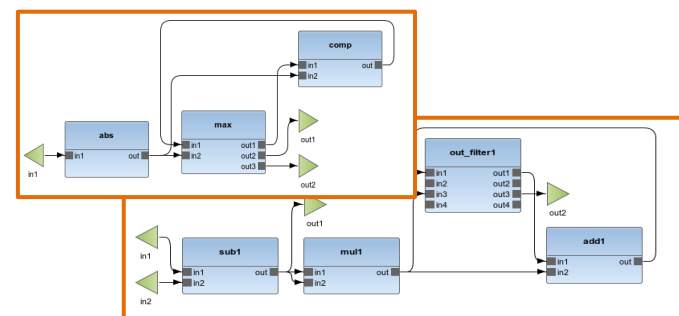 comp
in1 out
in2
abs
in1 out
max
in1 out1
in2 out2
out3
out1
in1
out2
out_filter1
in1 out1
in2 out2
in3 out3
in4 out4
out2
out1
in1
sub1
in1 out
in2
mul1
in1 out
in2
add1
in1 out
in2
in2